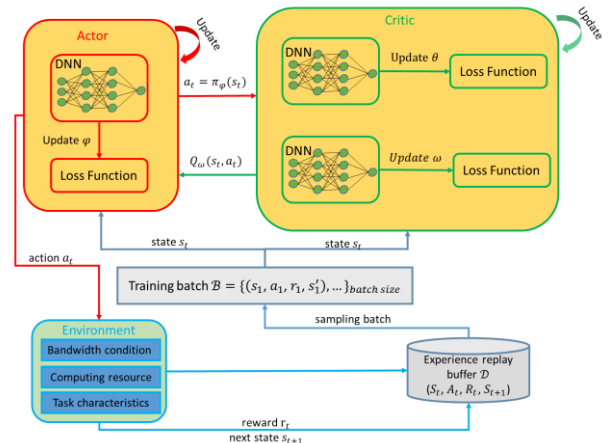 Actor
Update
DNN
Update φ
Loss Function
a_t = π_φ(s_t)
Q_ω(s_t, a_t)
Critic
Update
DNN
Update θ
Loss Function
DNN
Update ω
Loss Function
state s_t
state s_t
action a_t
Training batch ℬ = {(s_1, a_1, r_1, s_1′), …}_batch size
sampling batch
Environment
Bandwidth condition
Computing resource
Task characteristics
Experience replay
buffer 𝒟
(S_t, A_t, R_t, S_{t+1})
reward r_t
next state s_{t+1}